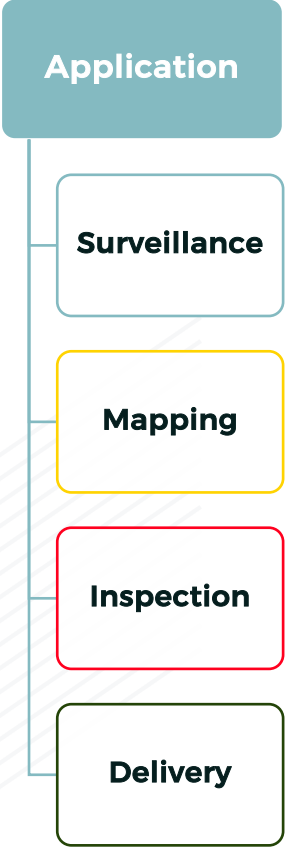 Application
Surveillance
Mapping
Inspection
Delivery